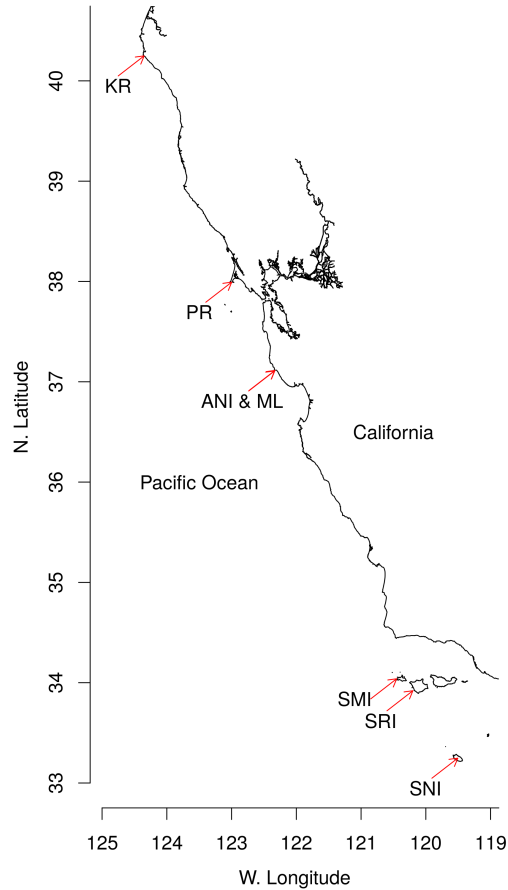 40
KR
39
38
PR
37
ANI & ML
California
N. Latitude
36
Pacific Ocean
35
34
SMI
SRI
33
SNI
125 124 123 122 121 120 119
W. Longitude